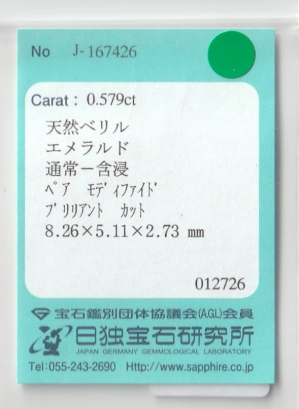 No J-167426
Carat : 0.579ct
天然ベリル
エメラルド
通常－含浸
ﾍﾟｱ ﾓﾃﾞｨﾌｧｲﾄﾞ
ﾌﾞﾘﾘｱﾝﾄ ｶｯﾄ
8.26×5.11×2.73 mm
012726
宝石鑑別団体協議会(AGL)会員
日独宝石研究所
JAPAN GERMANY GEMMOLOGICAL LABORATORY
Tel:055-243-2690 Http://www.sapphire.co.jp